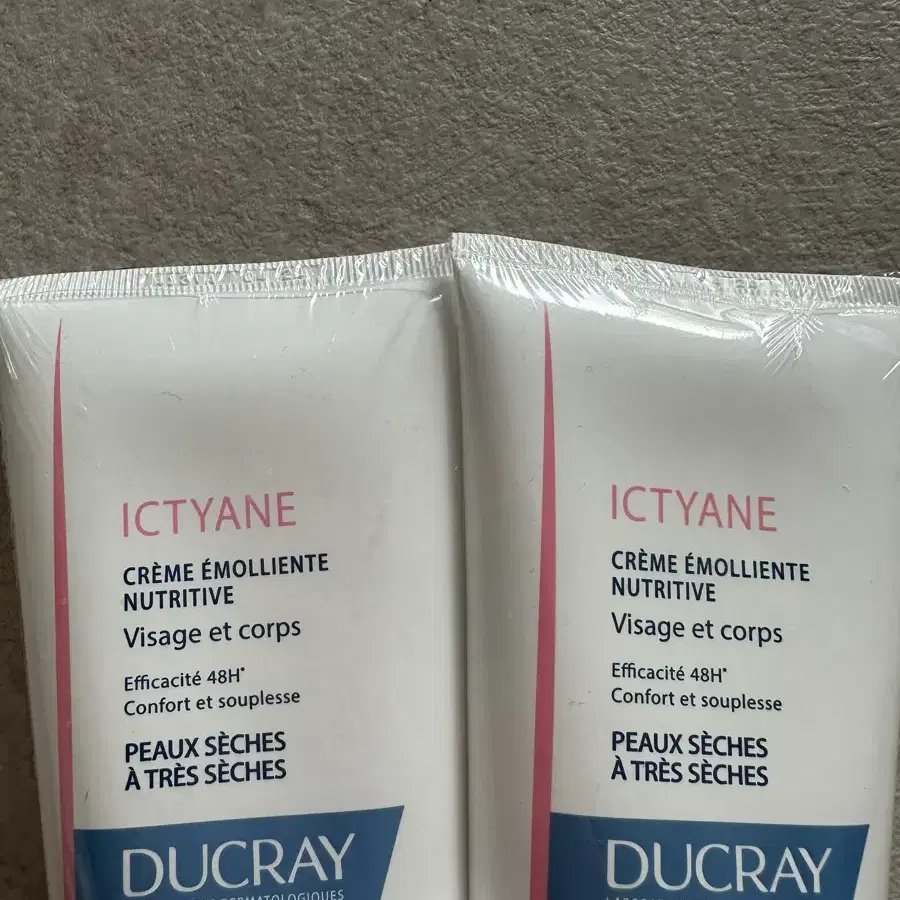 ICTYANE
CRÈME ÉMOLLIENTE
NUTRITIVE
Visage et corps
Efficacité 48H*
Confort et souplesse
PEAUX SÈCHES
À TRÈS SÈCHES
DUCRAY
DERMATOLOGIQUES
ICTYANE
CRÈME ÉMOLLIENTE
NUTRITIVE
Visage et corps
Efficacité 48H*
Confort et souplesse
PEAUX SÈCHES
À TRÈS SÈCHES
DUCRAY